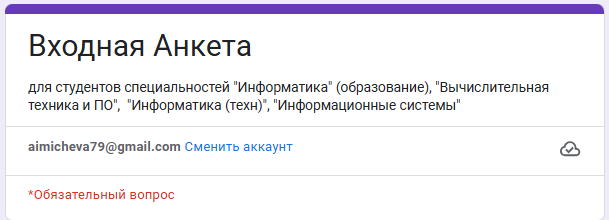 Входная Анкета
для студентов специальностей "Информатика" (образование), "Вычислительная
техника и ПО",  "Информатика (техн)", "Информационные системы"
aimicheva79@gmail.com Сменить аккаунт
*Обязательный вопрос